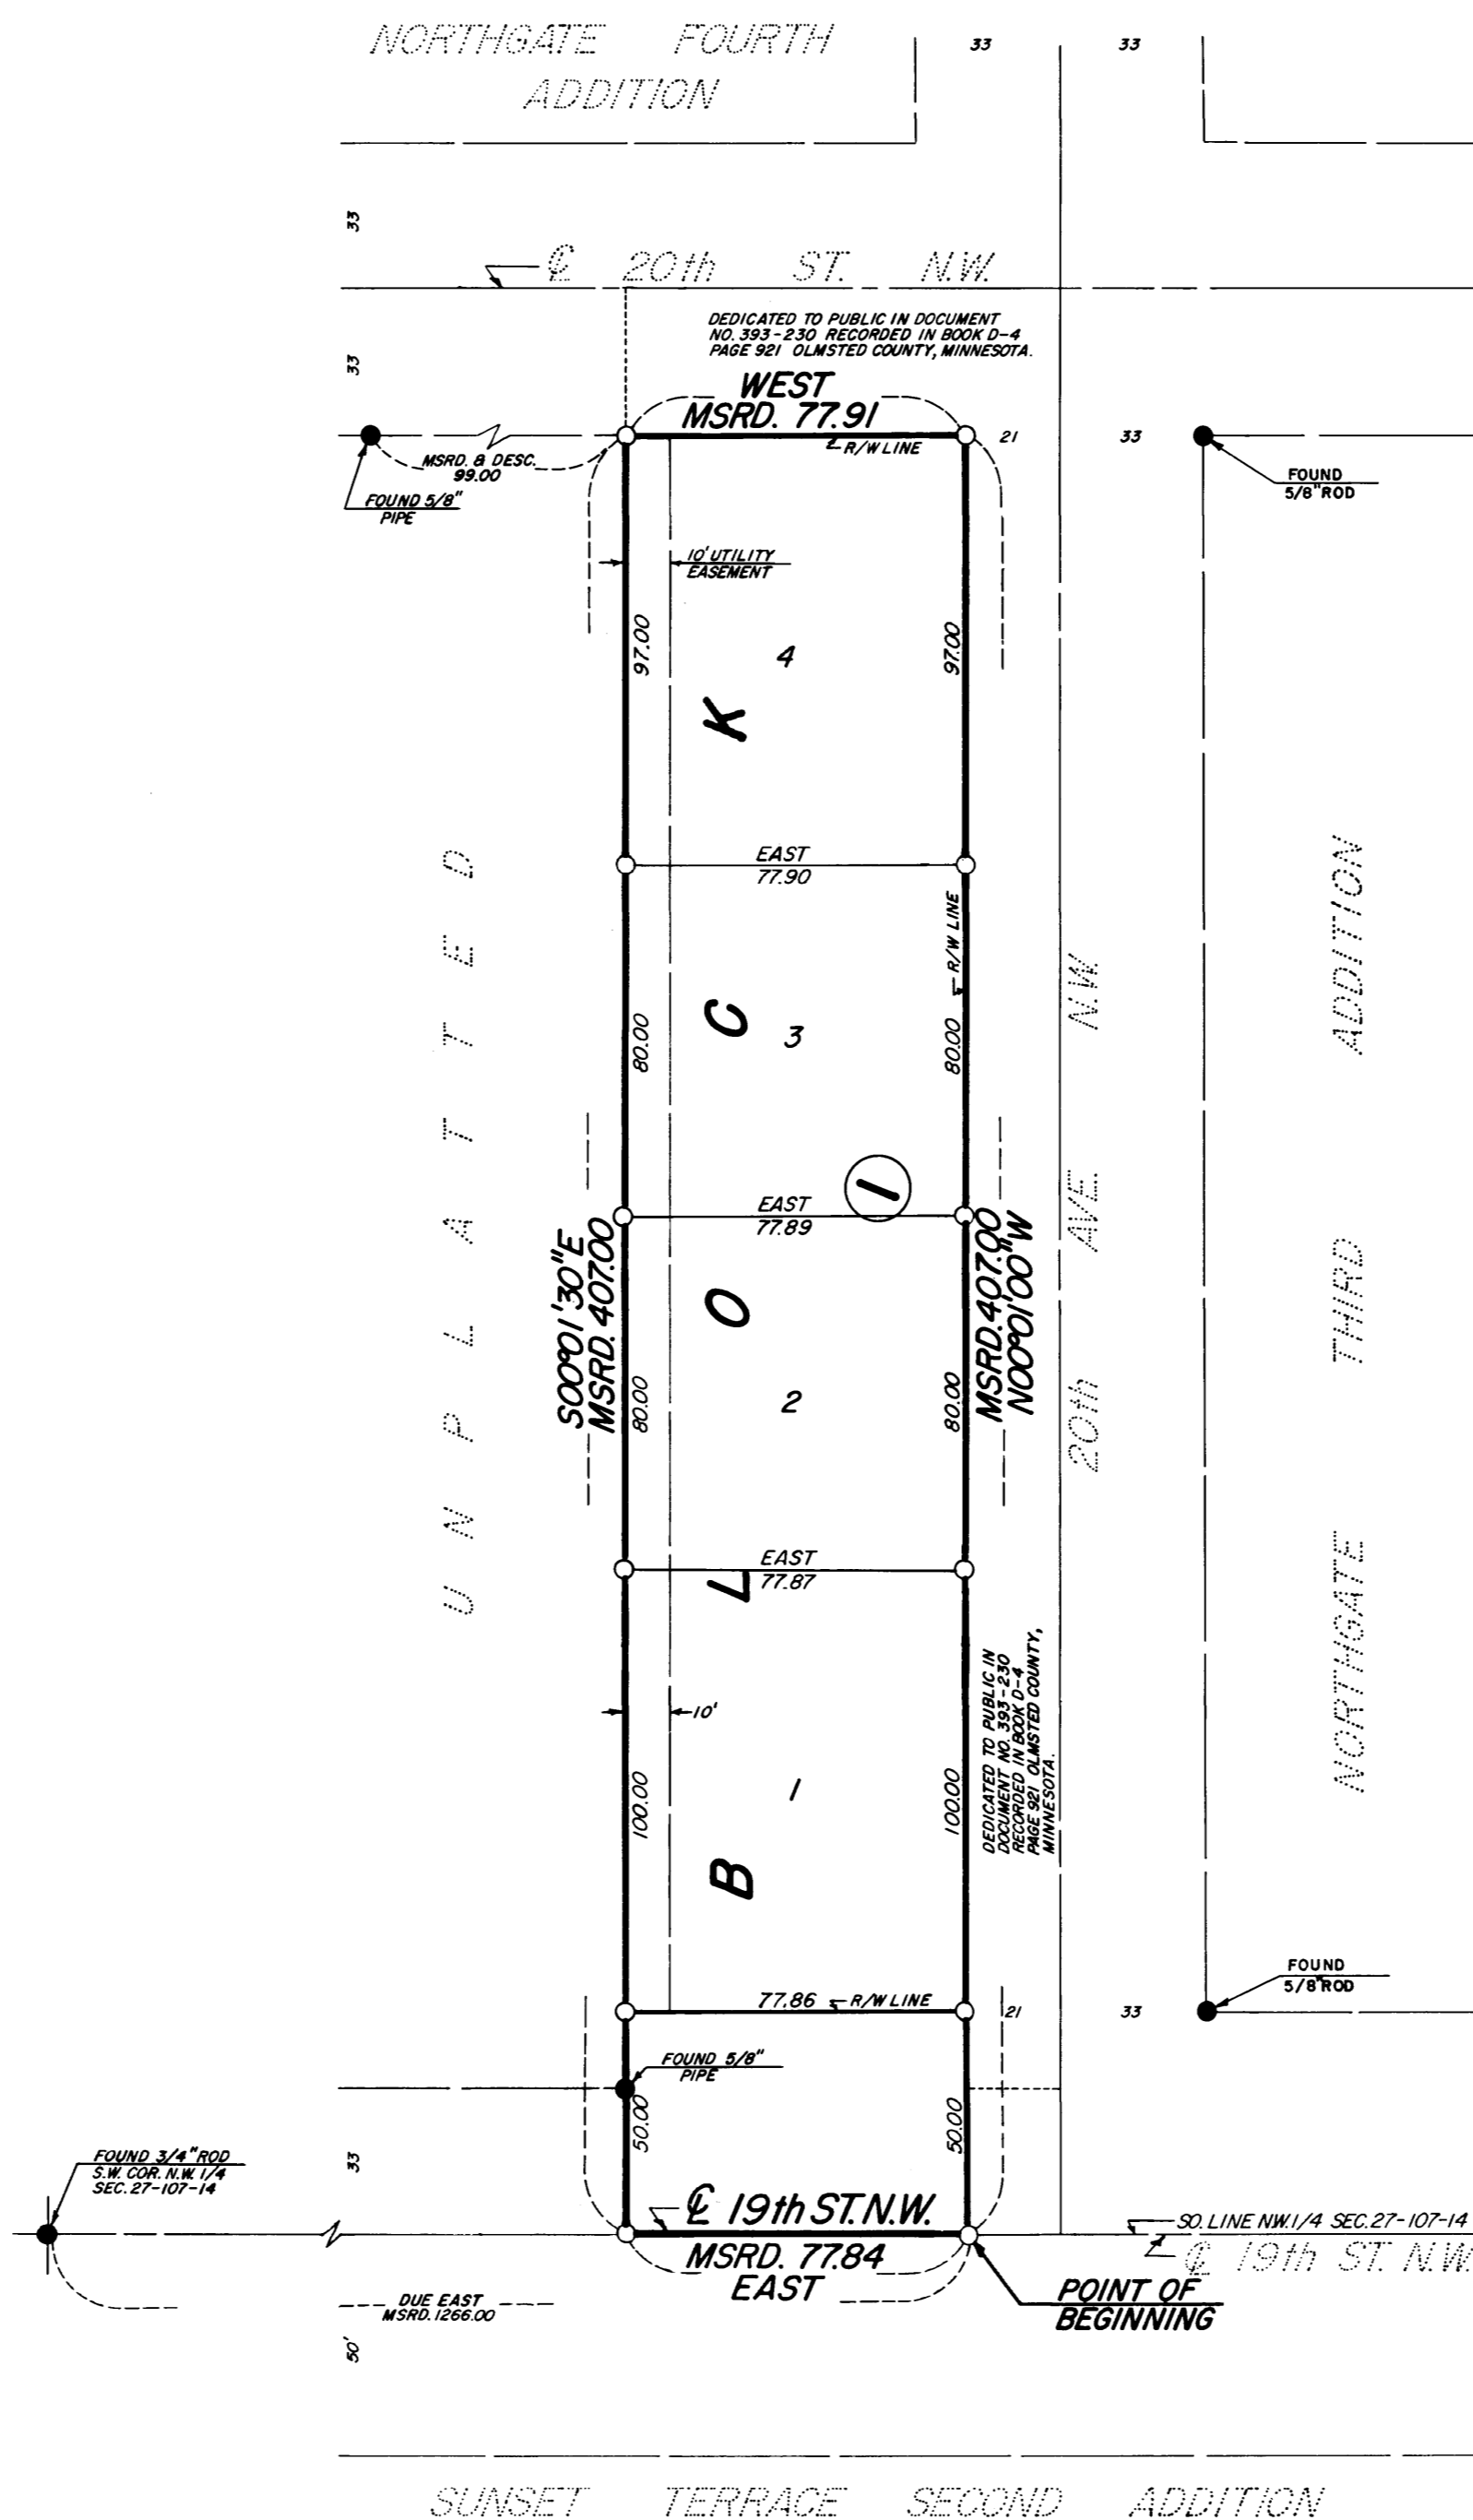 NORTHGATE FOURTH
ADDITION
33 33
33
℄ 20th ST. N.W.
DEDICATED TO PUBLIC IN DOCUMENT
NO. 393-230 RECORDED IN BOOK D-4
PAGE 921 OLMSTED COUNTY, MINNESOTA.
33
WEST
MSRD. 77.91
R/W LINE
21 33
MSRD. & DESC.
99.00
FOUND 5/8"
PIPE
FOUND
5/8" ROD
10' UTILITY
EASEMENT
97.00
4
97.00
BLOCK
EAST
77.90
R/W LINE
80.00
3
80.00
1
EAST
77.89
S00°01'30"E
MSRD. 407.00
MSRD. 407.00
N00°01'00"W
80.00
2
80.00
UNPLATTED
20th AVE. N.W.
NORTHGATE THIRD ADDITION
EAST
77.87
DEDICATED TO PUBLIC IN
DOCUMENT NO. 393-230
RECORDED IN BOOK D-4
PAGE 921 OLMSTED COUNTY,
MINNESOTA.
10'
100.00
1
100.00
77.86 R/W LINE
21 33
FOUND
5/8" ROD
FOUND 5/8"
PIPE
50.00
50.00
33
FOUND 3/4" ROD
S.W. COR. N.W. 1/4
SEC. 27-107-14
℄ 19th ST. N.W.
MSRD. 77.84
EAST
SO. LINE NW.1/4 SEC. 27-107-14
℄ 19th ST. N.W.
POINT OF
BEGINNING
DUE EAST
MSRD. 1266.00
50'
SUNSET TERRACE SECOND ADDITION